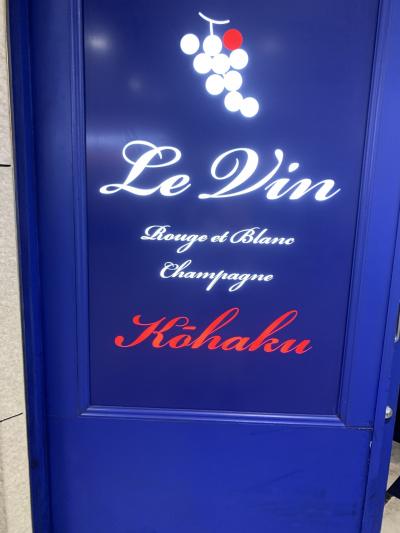 Le Vin
Rouge et Blanc
Champagne
Kōhaku